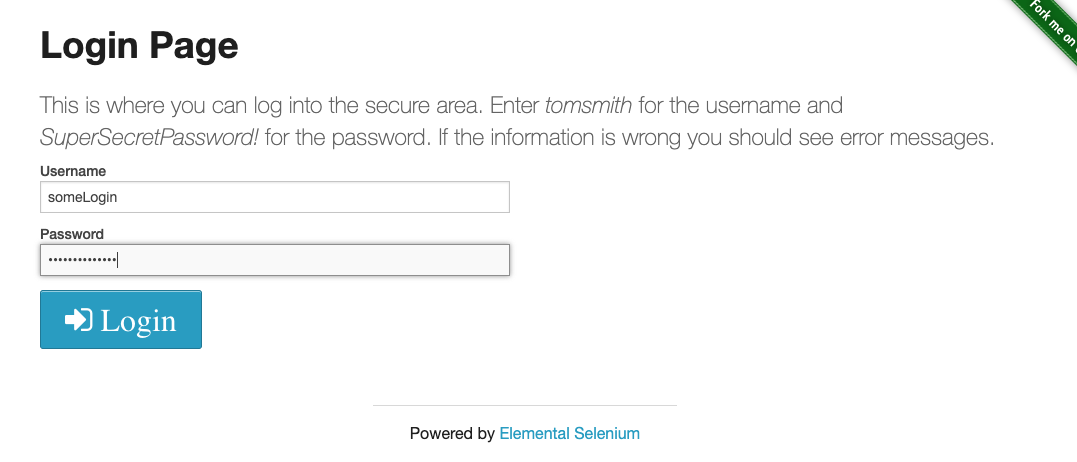 Fork me on
Login Page
This is where you can log into the secure area. Enter tomsmith for the username and
SuperSecretPassword! for the password. If the information is wrong you should see error messages.
Username
someLogin
Password
••••••••••••••
Login
Powered by Elemental Selenium